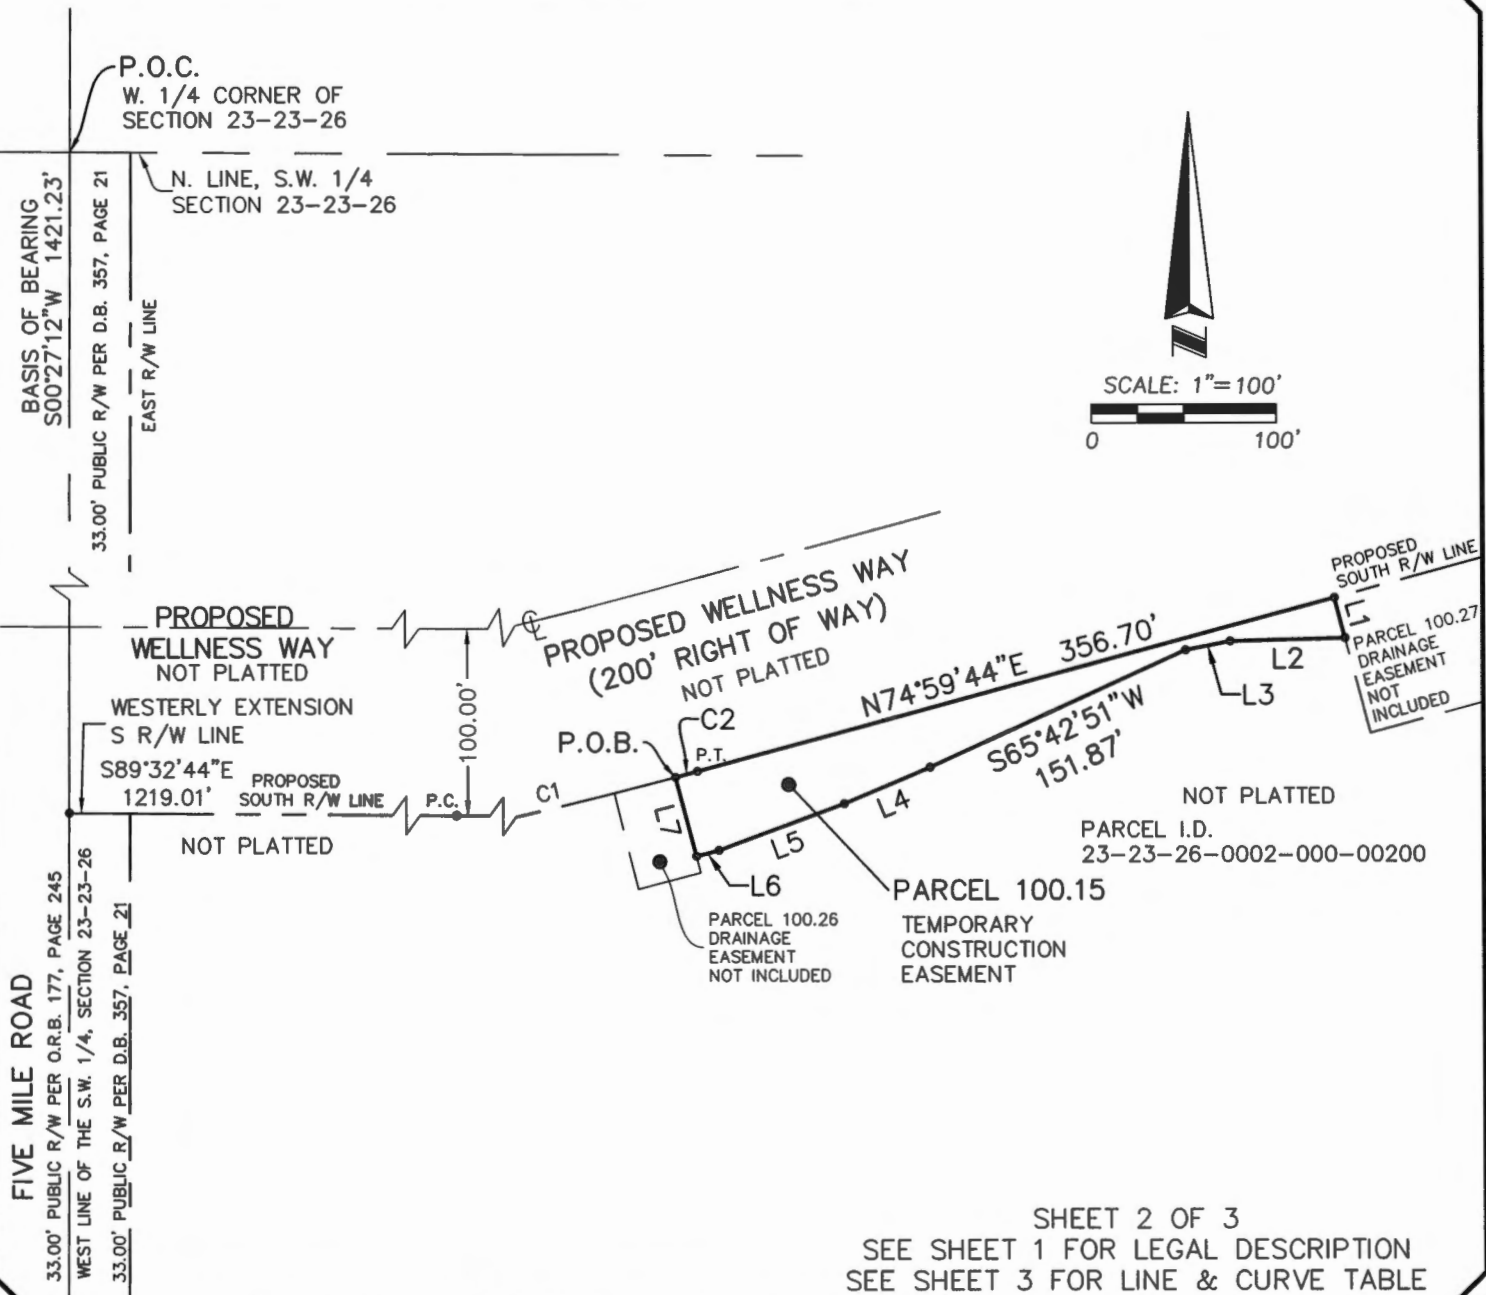 P.O.C.
W. 1/4 CORNER OF
SECTION 23-23-26
N. LINE, S.W. 1/4
SECTION 23-23-26
BASIS OF BEARING
S00°27'12"W 1421.23'
33.00' PUBLIC R/W PER D.B. 357, PAGE 21
EAST R/W LINE
N
SCALE: 1"=100'
0 100'
PROPOSED
WELLNESS WAY
NOT PLATTED
WESTERLY EXTENSION
S R/W LINE
S89°32'44"E
1219.01'
PROPOSED
SOUTH R/W LINE
NOT PLATTED
100.00'
P.C.
C1
℄
PROPOSED WELLNESS WAY
(200' RIGHT OF WAY)
NOT PLATTED
P.O.B.
C2
P.T.
N74°59'44"E 356.70'
PROPOSED
SOUTH R/W LINE
L1
L2
L3
S65°42'51"W
151.87'
L4
L5
L6
L7
PARCEL 100.27
DRAINAGE
EASEMENT
NOT
INCLUDED
NOT PLATTED
PARCEL I.D.
23-23-26-0002-000-00200
PARCEL 100.15
TEMPORARY
CONSTRUCTION
EASEMENT
PARCEL 100.26
DRAINAGE
EASEMENT
NOT INCLUDED
FIVE MILE ROAD
33.00' PUBLIC R/W PER O.R.B. 177, PAGE 245
WEST LINE OF THE S.W. 1/4, SECTION 23-23-26
33.00' PUBLIC R/W PER D.B. 357, PAGE 21
SHEET 2 OF 3
SEE SHEET 1 FOR LEGAL DESCRIPTION
SEE SHEET 3 FOR LINE & CURVE TABLE